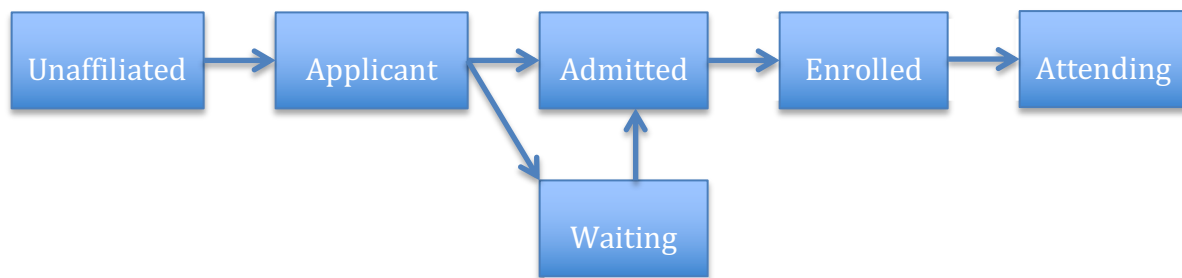 Unaffiliated
Applicant
Admitted
Enrolled
Attending
Waiting